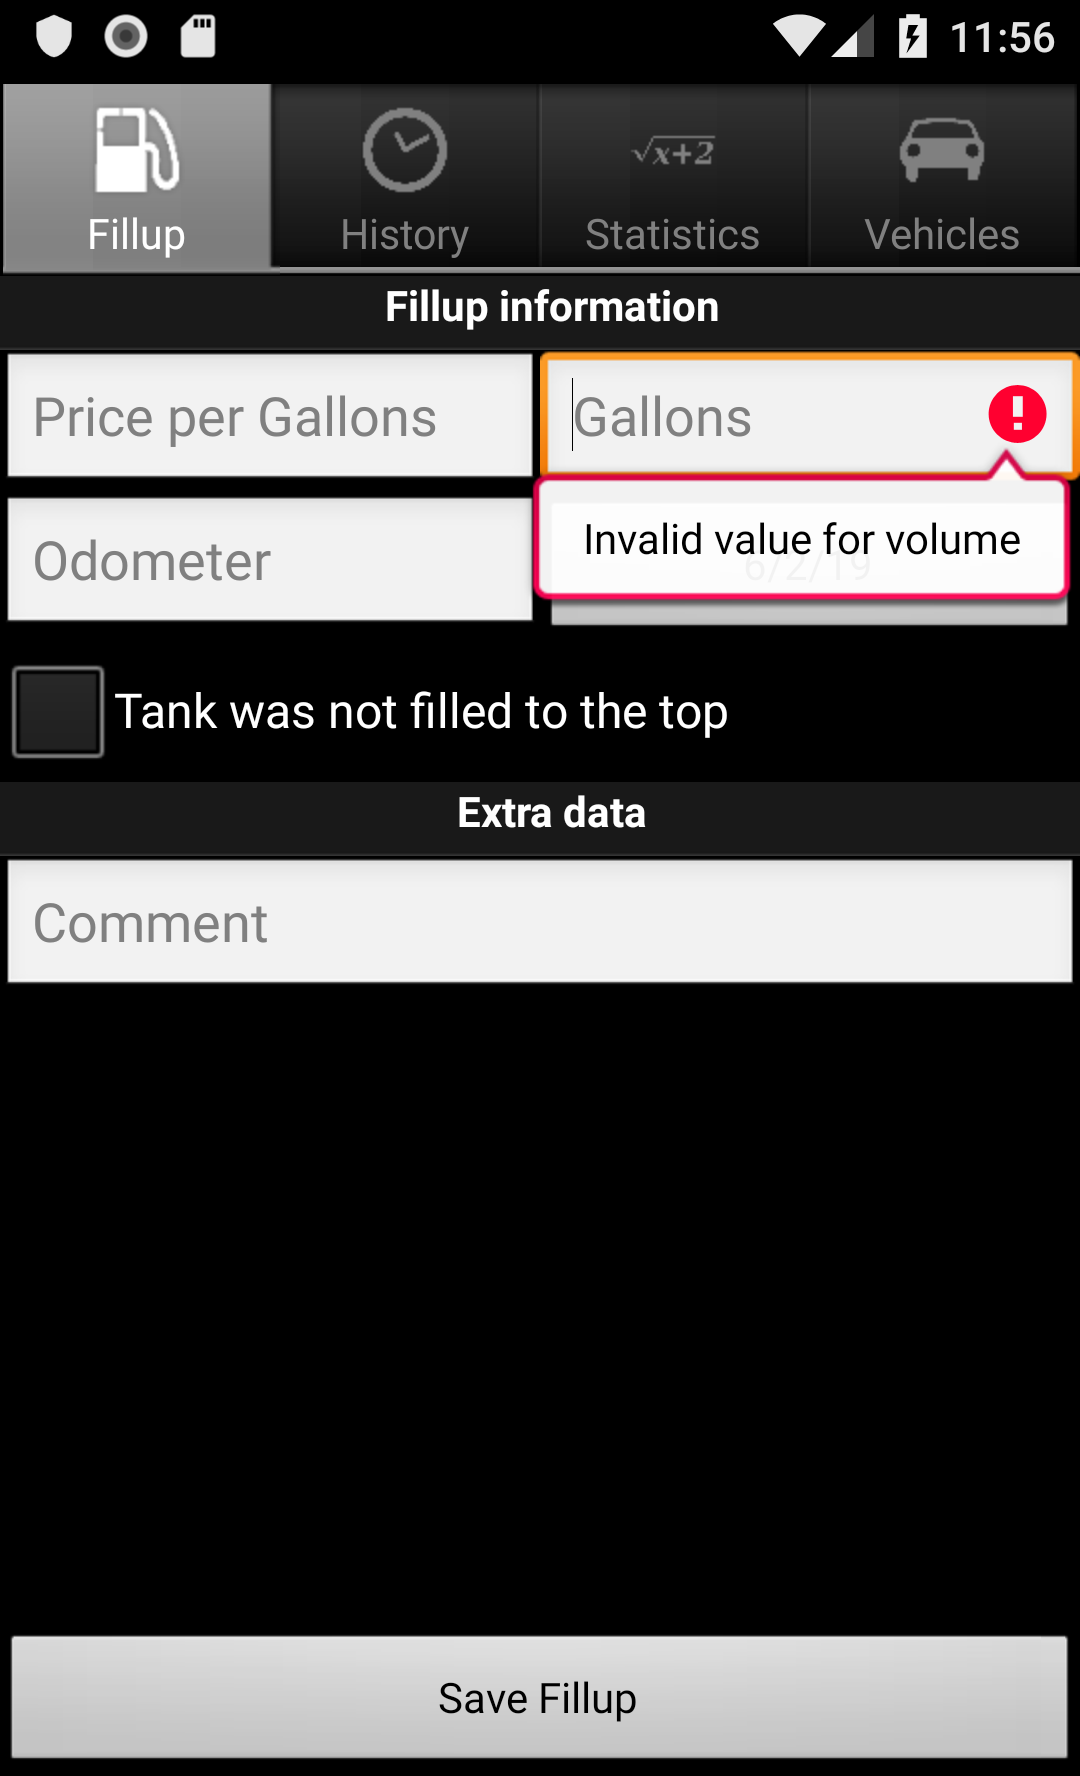 11:56
√x+2
Fillup History Statistics Vehicles
Fillup information
Price per Gallons Gallons
Invalid value for volume
Odometer 6/2/19
Tank was not filled to the top
Extra data
Comment
Save Fillup